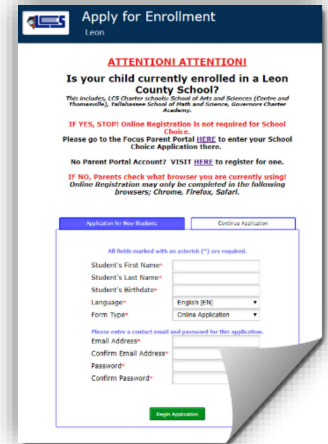 LCS
Apply for Enrollment
Leon
ATTENTION! ATTENTION!
Is your child currently enrolled in a Leon
County School?
This includes, LCS Charter schools: School of Arts and Sciences (Centre and
Thomasville), Tallahassee School of Math and Science, Governors Charter
Academy.
IF YES, STOP! Online Registration is not required for School
Choice.
Please go to the Focus Parent Portal HERE to enter your School
Choice Application there.
No Parent Portal Account? VISIT HERE to register for one.
IF NO, Parents check what browser you are currently using!
Online Registration may only be completed in the following
browsers; Chrome, Firefox, Safari.
Application for New Students
Continue Application
All fields marked with an asterisk (*) are required.
Student's First Name*
Student's Last Name*
Student's Birthdate*
Language* English [EN]
Form Type* Online Application
Please enter a contact email and password for this application.
Email Address*
Confirm Email Address*
Password*
Confirm Password*
Begin Application